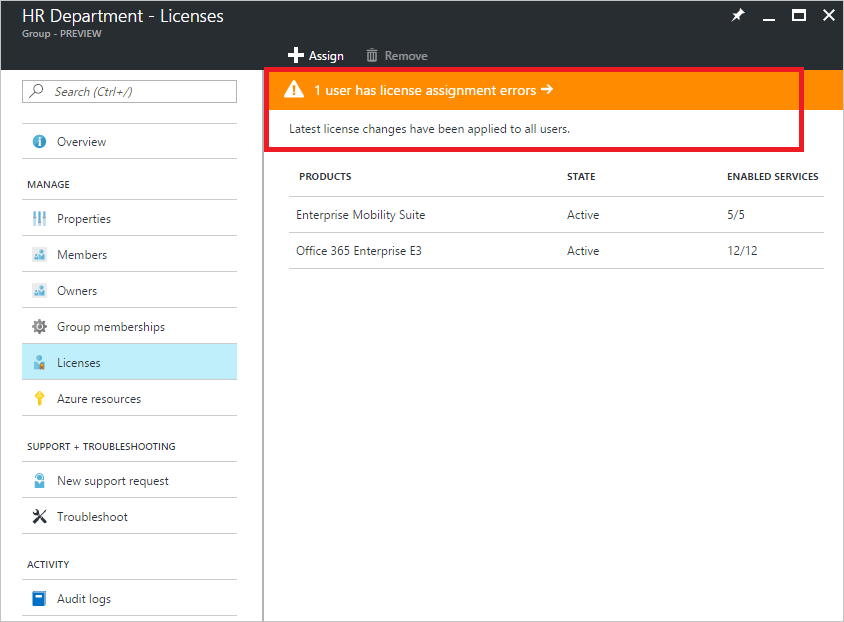 HR Department - Licenses
Group - PREVIEW
Assign Remove
Search (Ctrl+/)
Overview
MANAGE
Properties
Members
Owners
Group memberships
Licenses
Azure resources
SUPPORT + TROUBLESHOOTING
New support request
Troubleshoot
ACTIVITY
Audit logs
1 user has license assignment errors →
Latest license changes have been applied to all users.
PRODUCTS STATE ENABLED SERVICES
Enterprise Mobility Suite Active 5/5
Office 365 Enterprise E3 Active 12/12